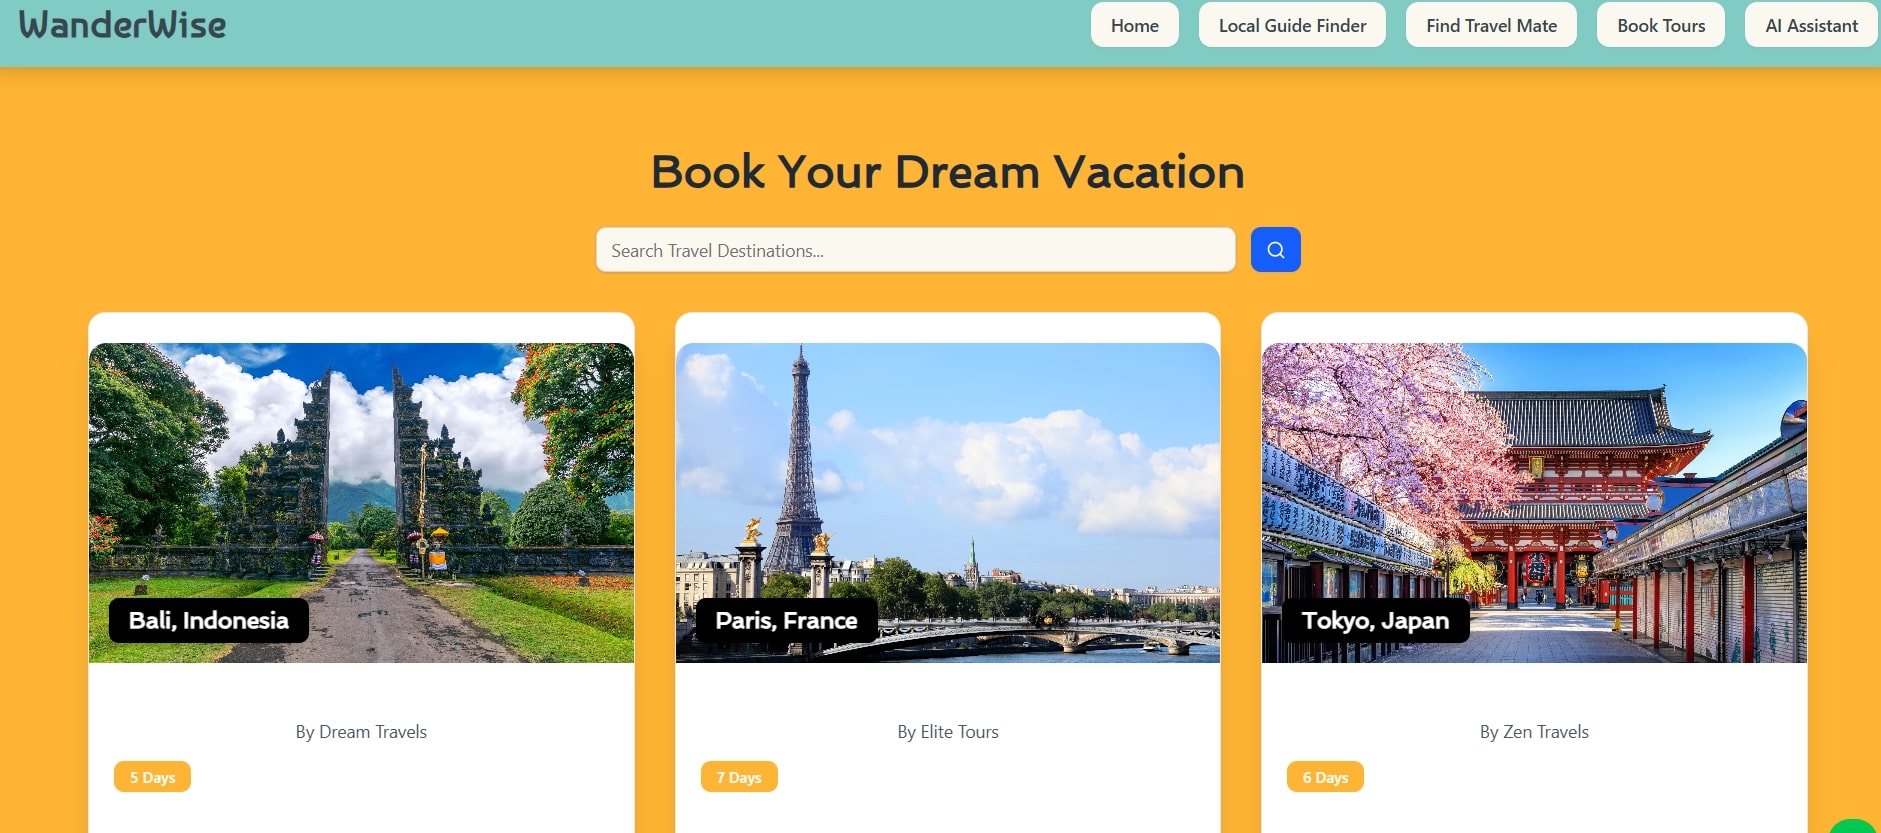 WanderWise
Home
Local Guide Finder
Find Travel Mate
Book Tours
AI Assistant
Book Your Dream Vacation
Search Travel Destinations...
Bali, Indonesia
Paris, France
Tokyo, Japan
By Dream Travels
By Elite Tours
By Zen Travels
5 Days
7 Days
6 Days